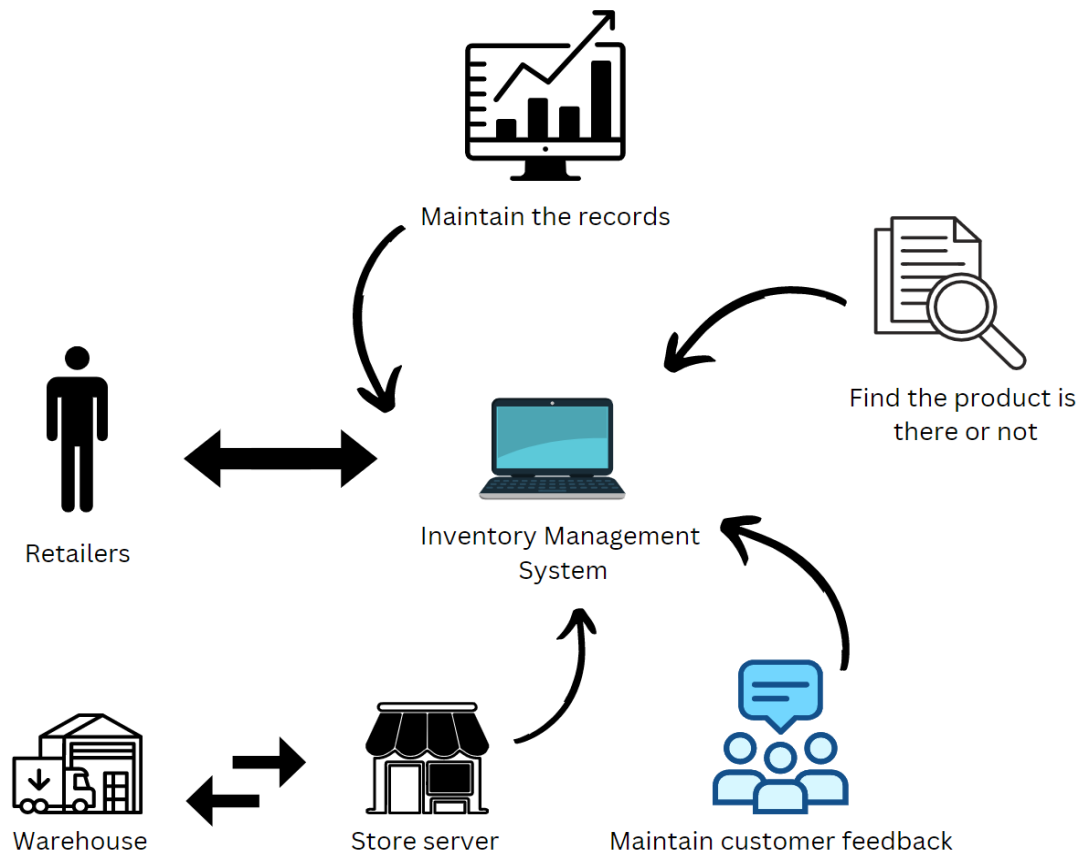 Maintain the records
Find the product is
there or not
Retailers
Inventory Management
System
Warehouse
Store server
Maintain customer feedback